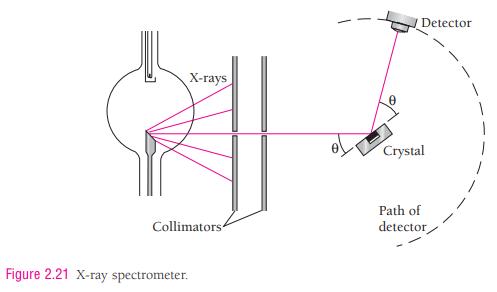 Detector
X-rays
θ
θ
Crystal
Path of
detector
Collimators
Figure 2.21 X-ray spectrometer.